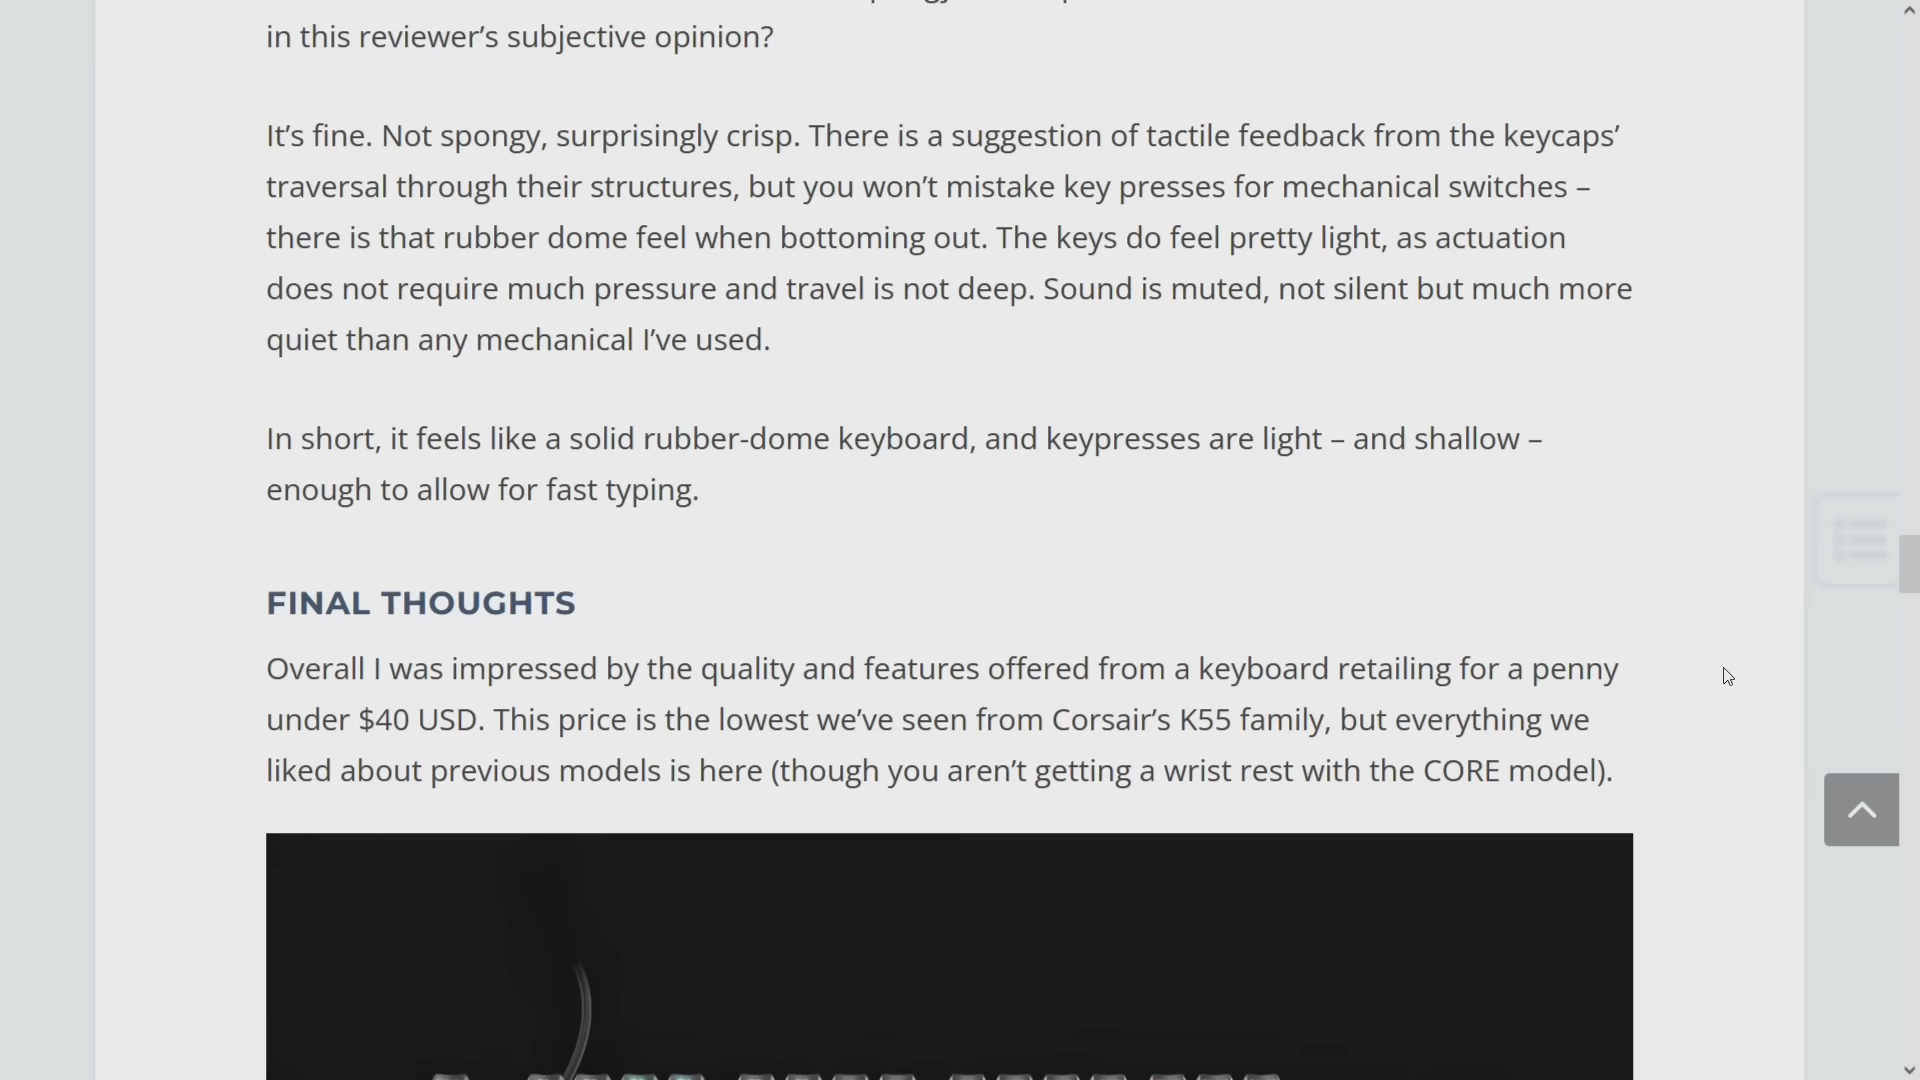 in this reviewer’s subjective opinion?
It’s fine. Not spongy, surprisingly crisp. There is a suggestion of tactile feedback from the keycaps’
traversal through their structures, but you won’t mistake key presses for mechanical switches –
there is that rubber dome feel when bottoming out. The keys do feel pretty light, as actuation
does not require much pressure and travel is not deep. Sound is muted, not silent but much more
quiet than any mechanical I’ve used.
In short, it feels like a solid rubber-dome keyboard, and keypresses are light – and shallow –
enough to allow for fast typing.
FINAL THOUGHTS
Overall I was impressed by the quality and features offered from a keyboard retailing for a penny
under $40 USD. This price is the lowest we’ve seen from Corsair’s K55 family, but everything we
liked about previous models is here (though you aren’t getting a wrist rest with the CORE model).